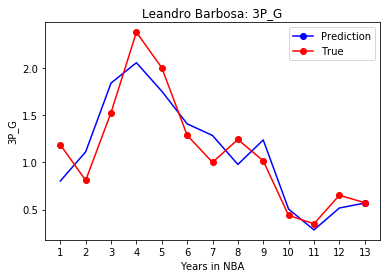 Leandro Barbosa: 3P_G
Prediction
True
2.0
1.5
1.0
0.5
3P_G
1 2 3 4 5 6 7 8 9 10 11 12 13
Years in NBA